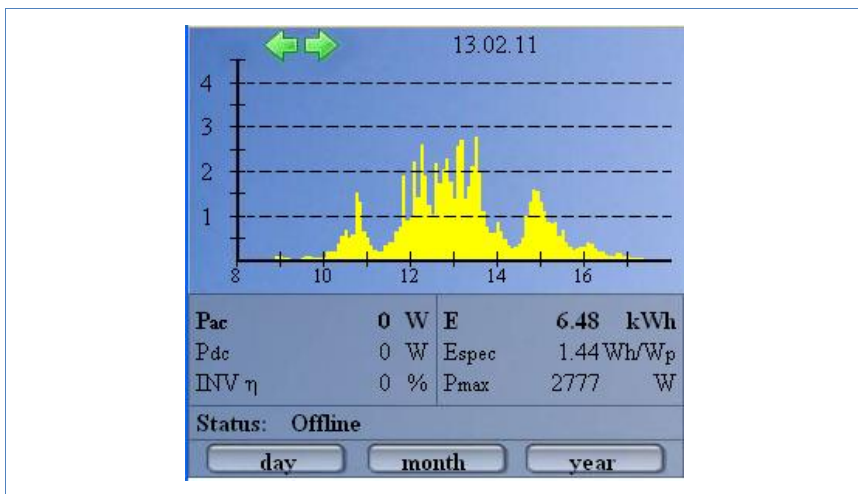 13.02.11
4
3
2
1
8 10 12 14 16
Pac 0 W E 6.48 kWh
Pdc 0 W Espec 1.44 Wh/Wp
INV η 0 % Pmax 2777 W
Status: Offline
day month year